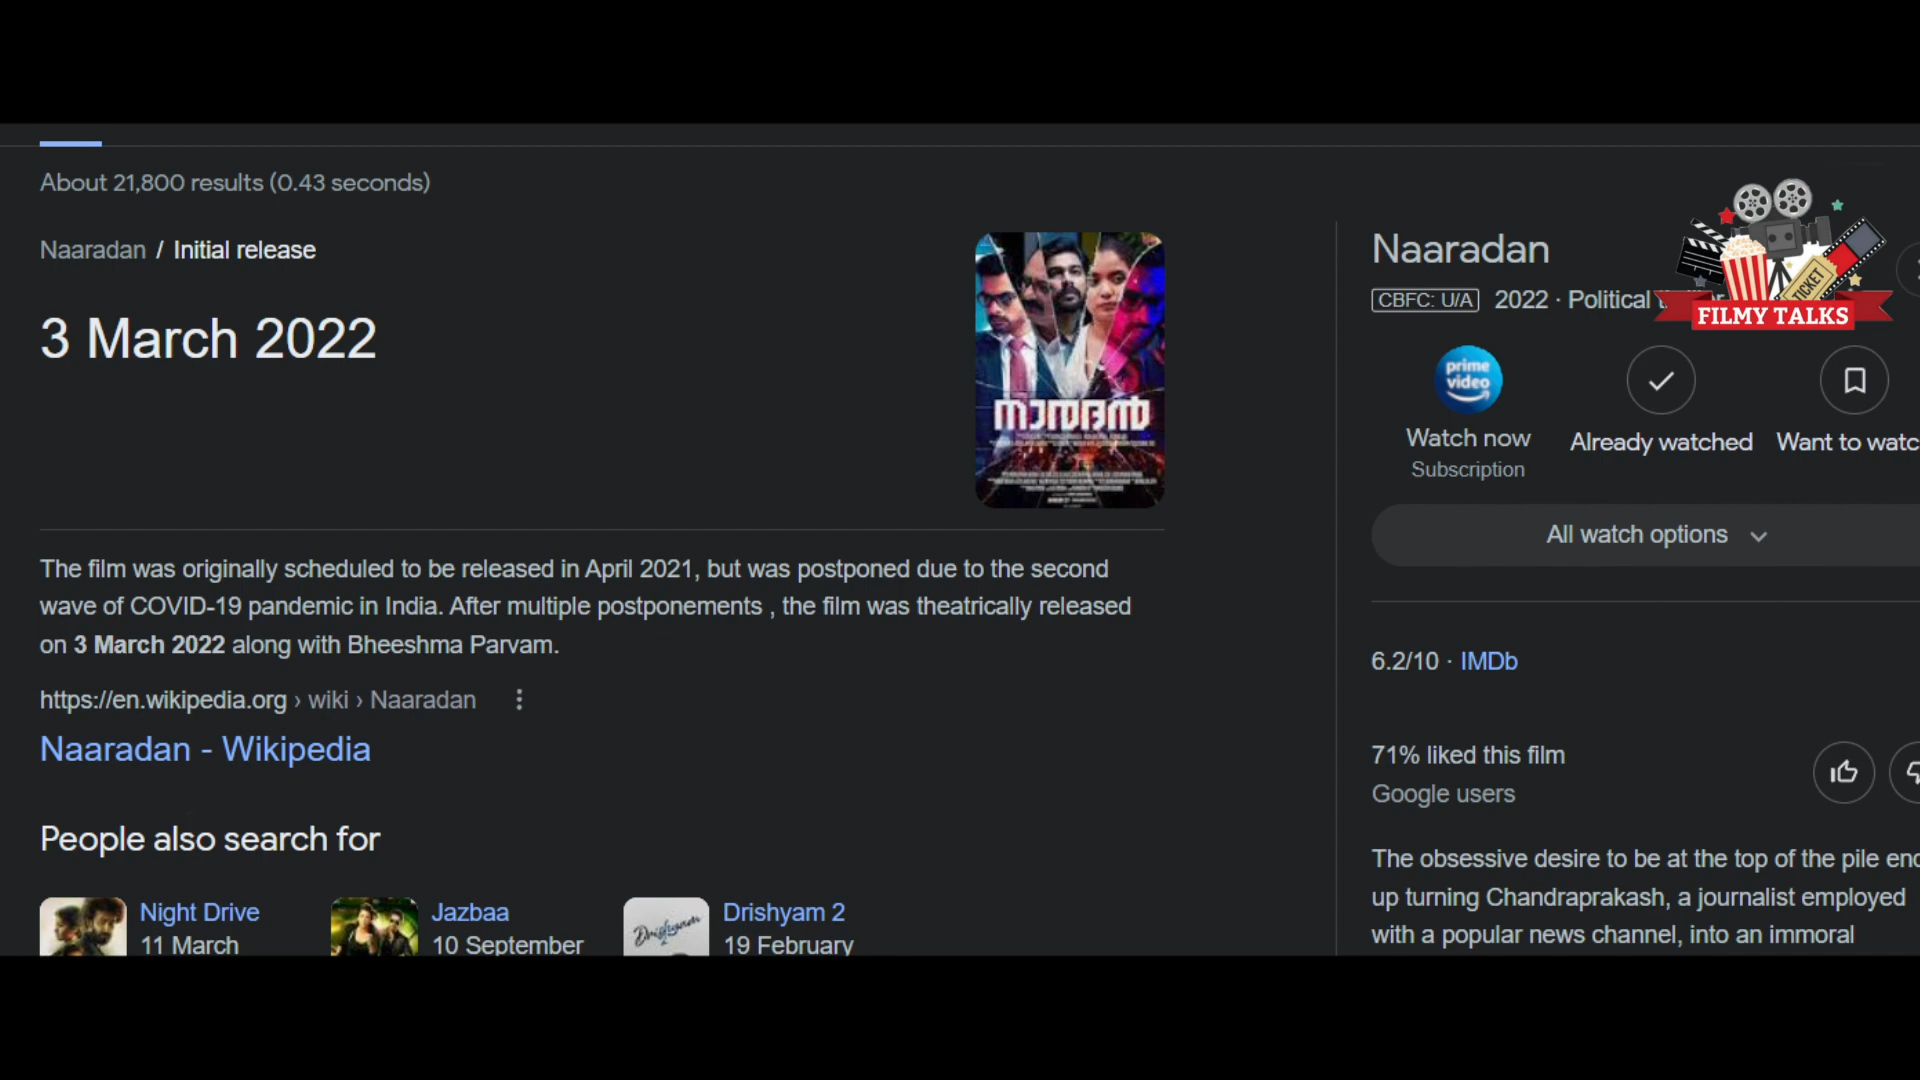 About 21,800 results (0.43 seconds)
Naaradan / Initial release
3 March 2022
നാരദൻ
The film was originally scheduled to be released in April 2021, but was postponed due to the second
wave of COVID-19 pandemic in India. After multiple postponements , the film was theatrically released
on 3 March 2022 along with Bheeshma Parvam.
https://en.wikipedia.org › wiki › Naaradan
Naaradan - Wikipedia
People also search for
Night Drive
11 March
Jazbaa
10 September
Drishyam 2
Drishyam 2
19 February
Naaradan
CBFC: U/A 2022 · Political
TICKET
FILMY TALKS
prime
video
Watch now
Subscription
Already watched
Want to watc
All watch options
6.2/10 · IMDb
71% liked this film
Google users
The obsessive desire to be at the top of the pile enc
up turning Chandraprakash, a journalist employed
with a popular news channel, into an immoral